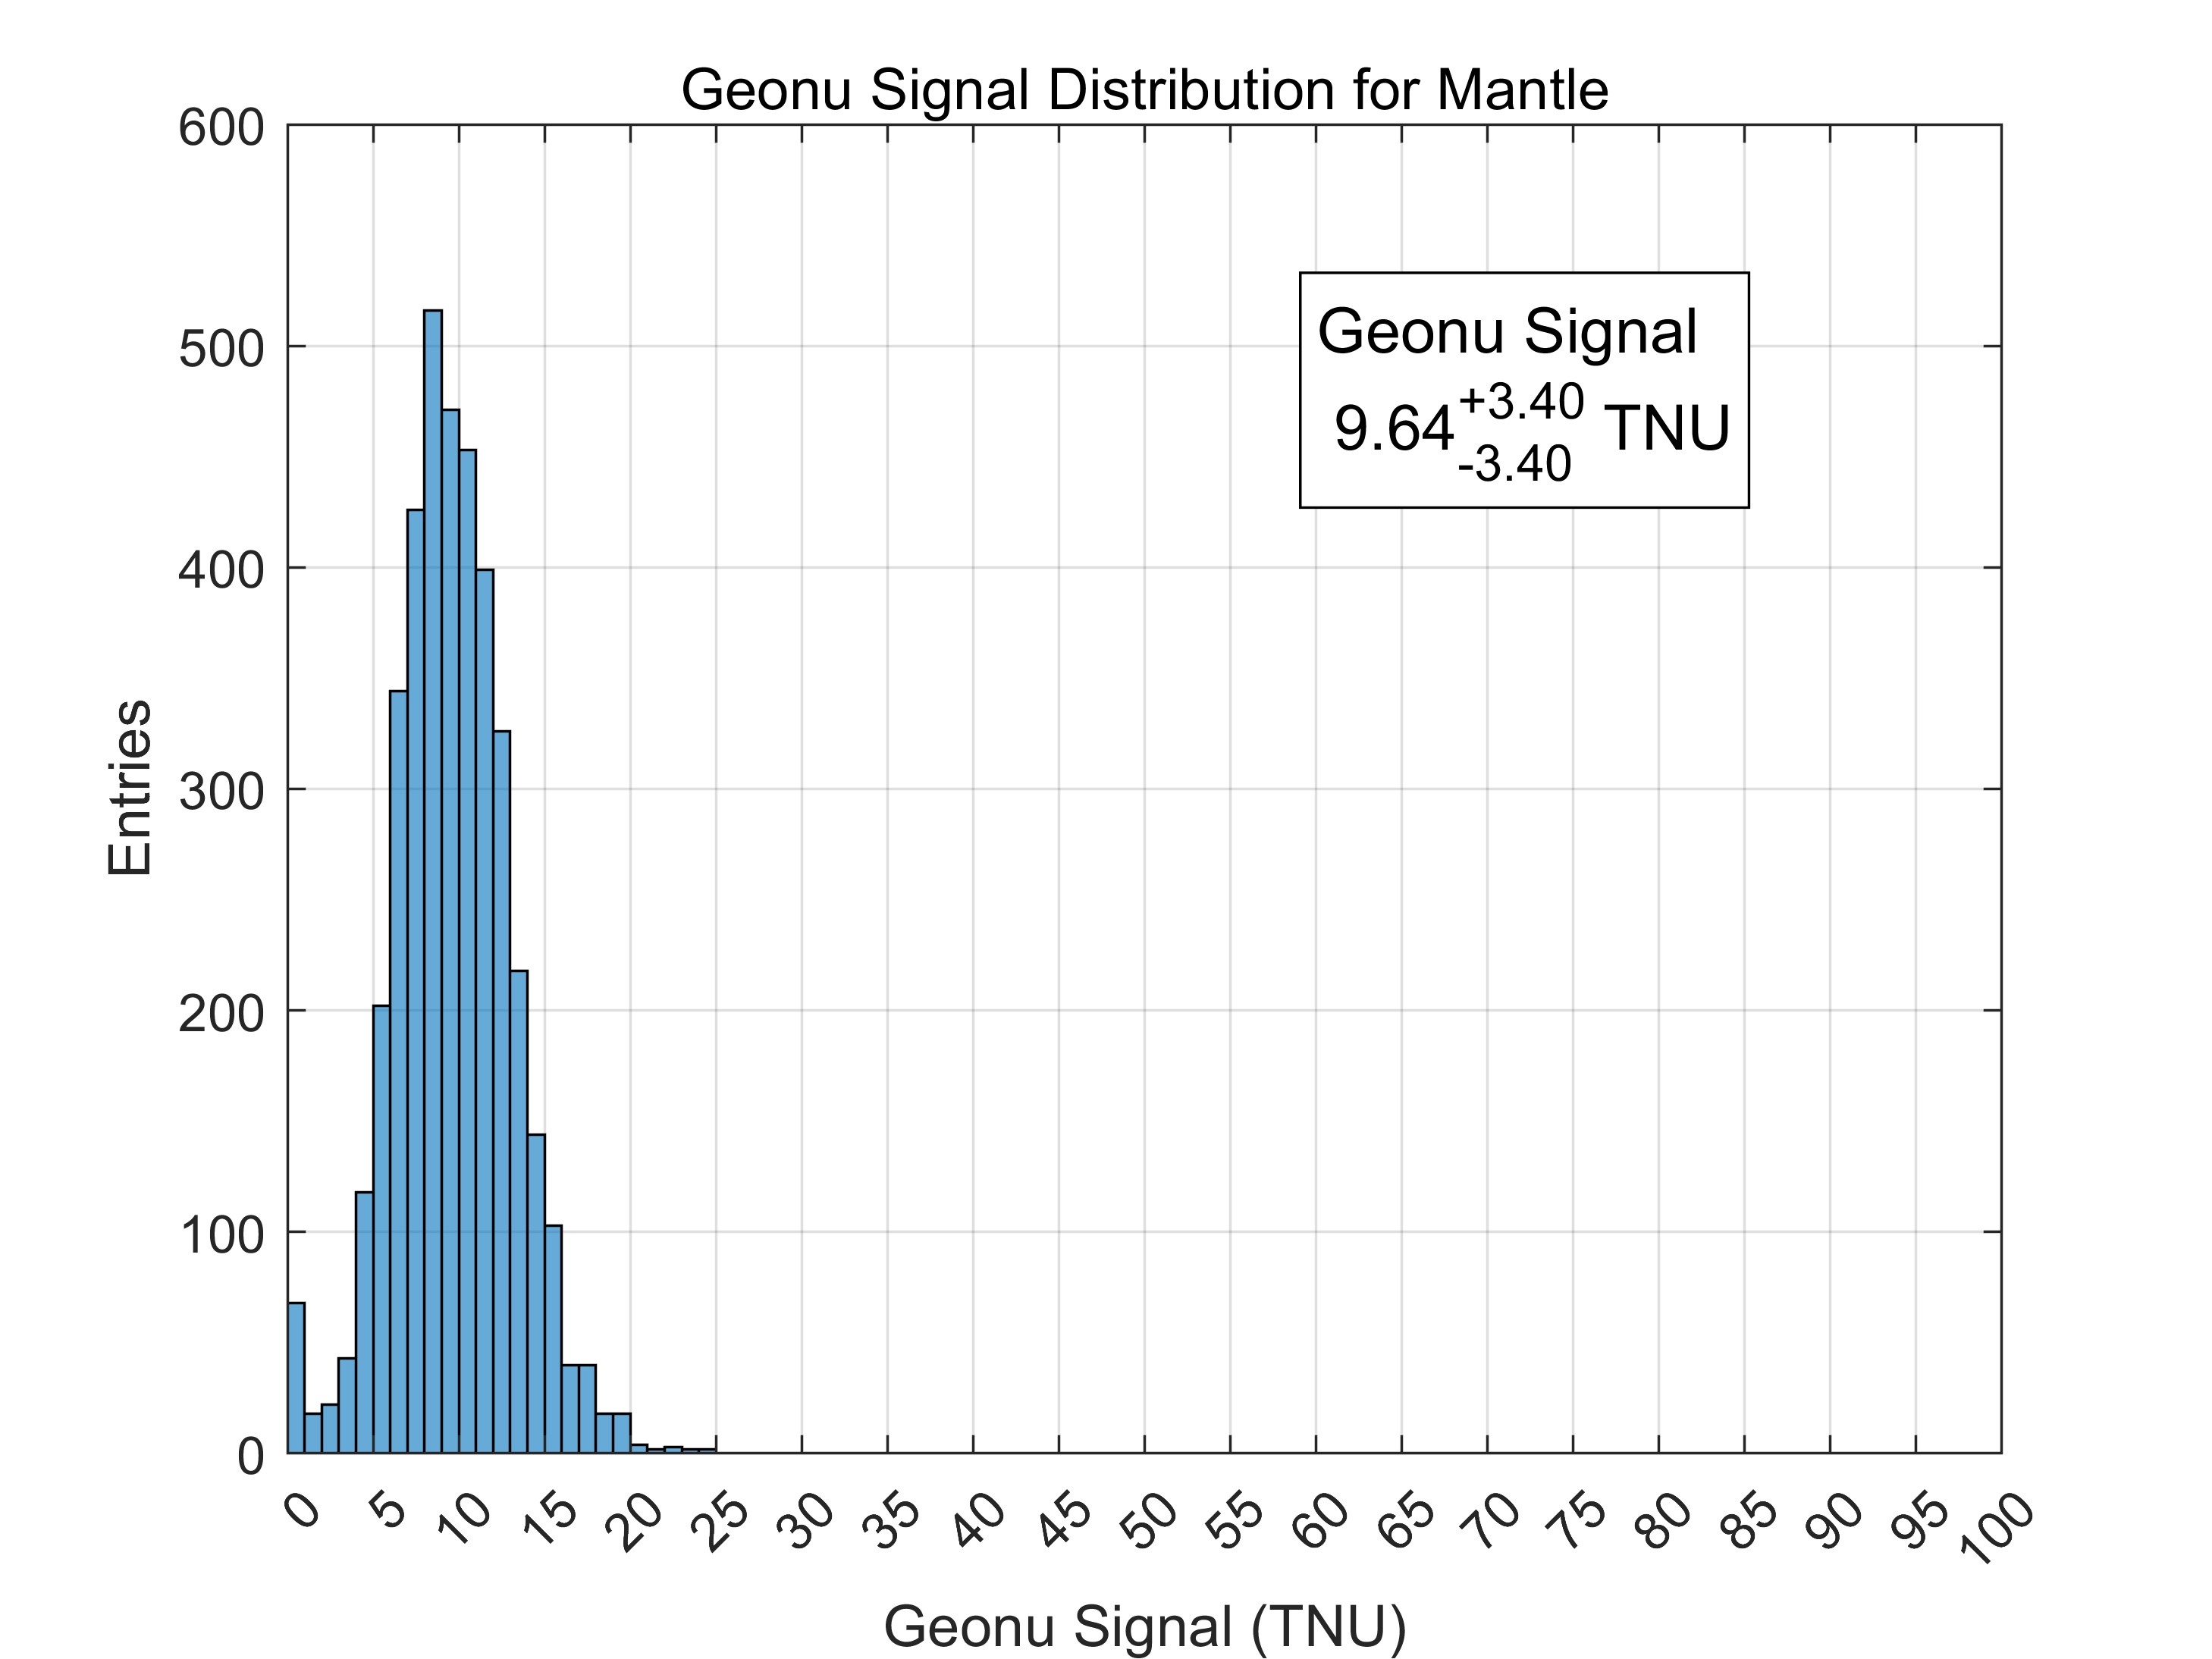 Geonu Signal Distribution for Mantle
600
500
400
300
200
100
0
Entries
Geonu Signal
9.64+3.40-3.40 TNU
0 5 10 15 20 25 30 35 40 45 50 55 60 65 70 75 80 85 90 95 100
Geonu Signal (TNU)